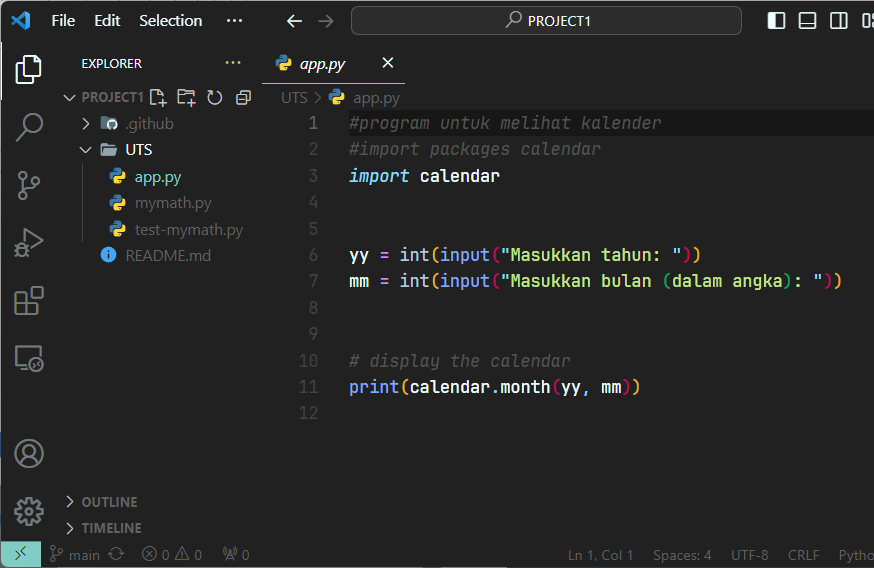 File Edit Selection ··· PROJECT1
EXPLORER ···
PROJECT1
.github
UTS
app.py
mymath.py
test-mymath.py
README.md
OUTLINE
TIMELINE
app.py
UTS > app.py
1 #program untuk melihat kalender
2 #import packages calendar
3 import calendar
4
5
6 yy = int(input("Masukkan tahun: "))
7 mm = int(input("Masukkan bulan (dalam angka): "))
8
9
10 # display the calendar
11 print(calendar.month(yy, mm))
12
main 0 0 0 Ln 1, Col 1 Spaces: 4 UTF-8 CRLF Pytho